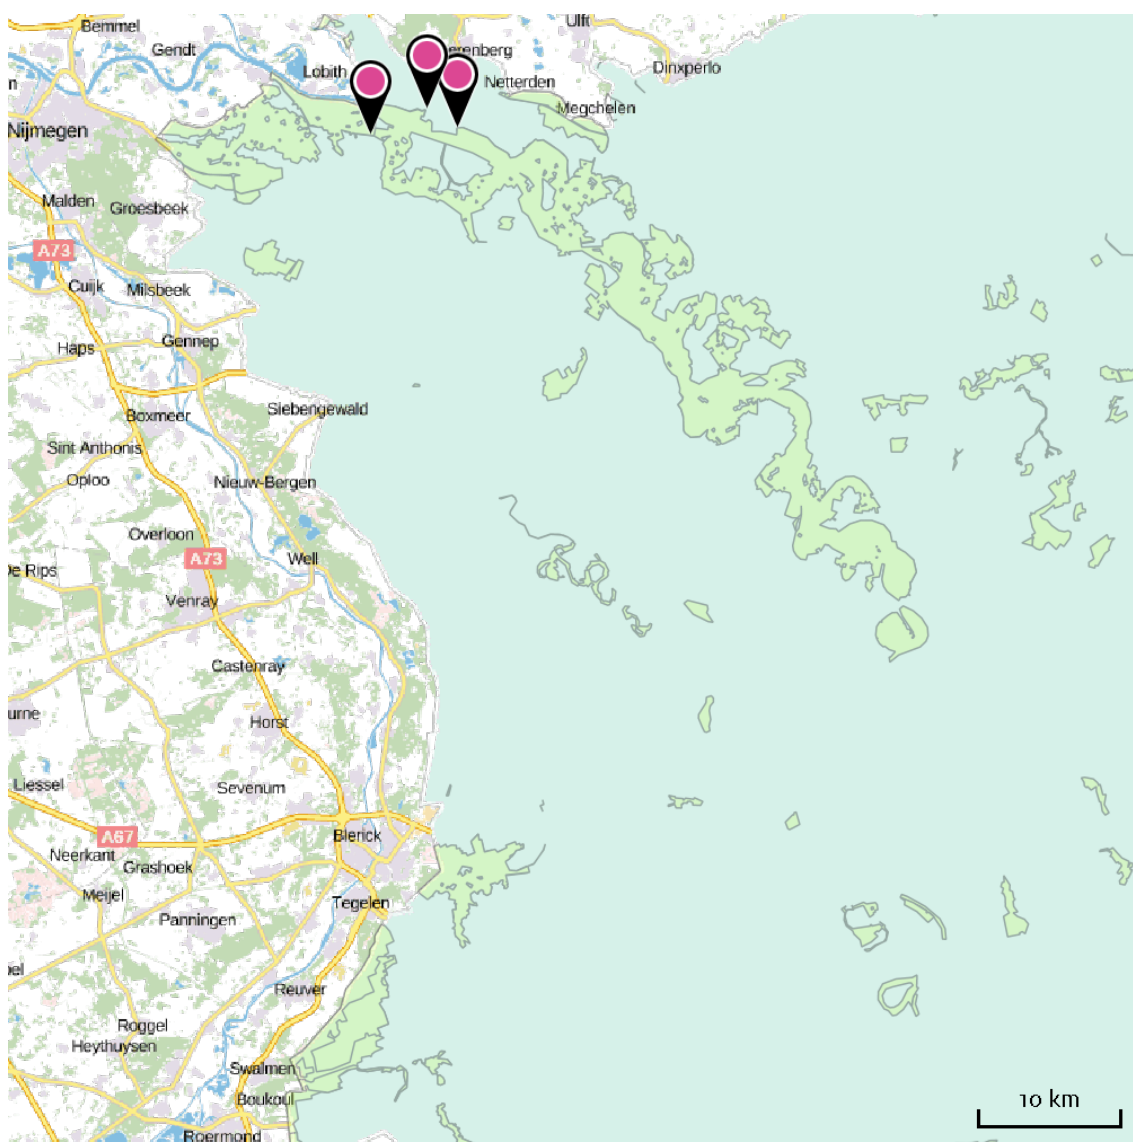 Bemmel
Ulft
Gendt
Lobith
Netterden
Dinxperlo
Megchelen
Nijmegen
Malden
Groesbeek
A73
Cuijk
Milsbeek
Haps
Gennep
Siebengewald
Boxmeer
Sint Anthonis
Oploo
Nieuw-Bergen
Overloon
A73
Well
De Rips
Venray
Castenray
Horst
Liessel
Sevenum
A67
Blerick
Neerkant
Grashoek
Meijel
Tegelen
Panningen
Reuver
Roggel
Heythuysen
Swalmen
Boukoul
Roermond
10 km